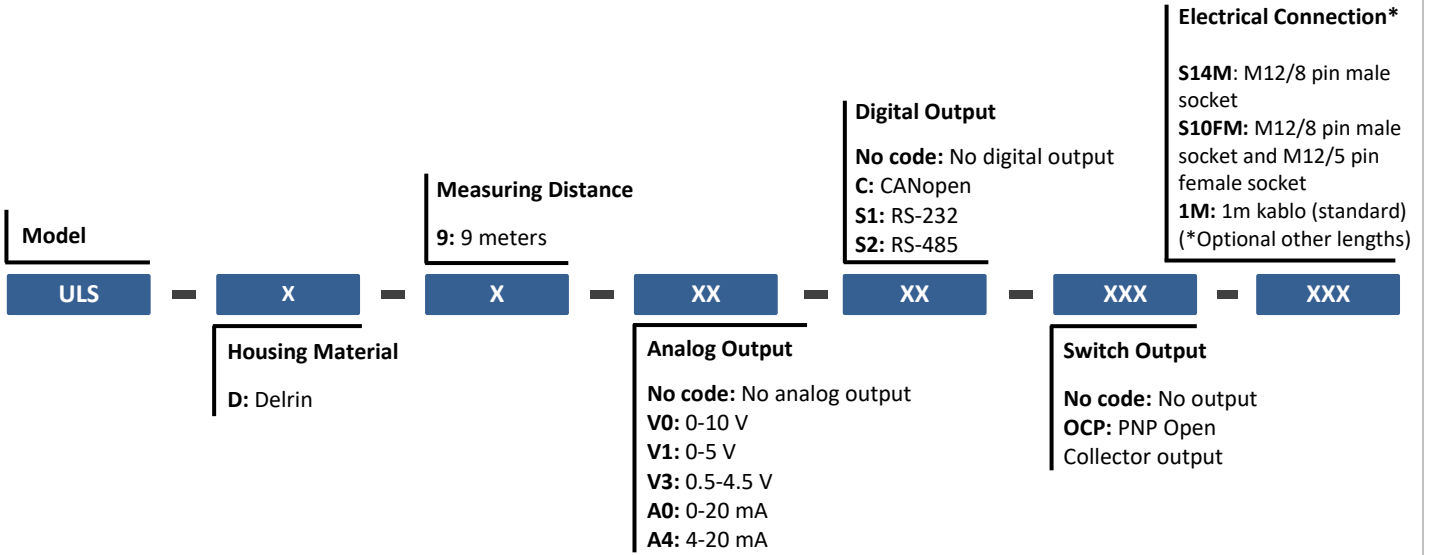 Electrical Connection*
S14M: M12/8 pin male
socket
S10FM: M12/8 pin male
socket and M12/5 pin
female socket
1M: 1m kablo (standard)
(*Optional other lengths)
Digital Output
No code: No digital output
C: CANopen
S1: RS-232
S2: RS-485
Measuring Distance
9: 9 meters
Model
ULS - X - X - XX - XX - XXX - XXX
Housing Material
D: Delrin
Analog Output
No code: No analog output
V0: 0-10 V
V1: 0-5 V
V3: 0.5-4.5 V
A0: 0-20 mA
A4: 4-20 mA
Switch Output
No code: No output
OCP: PNP Open
Collector output